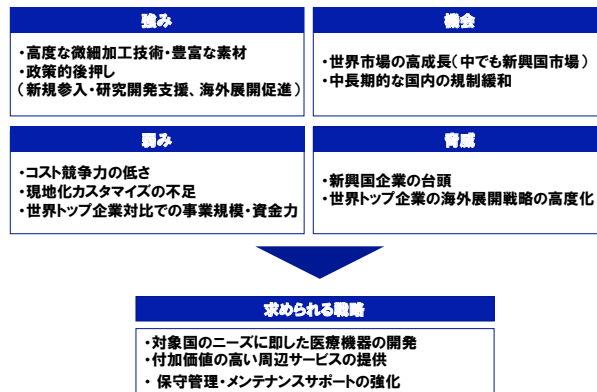 強み
・高度な微細加工技術・豊富な素材
・政策的後押し
（新規参入・研究開発支援、海外展開促進）
機会
・世界市場の高成長（中でも新興国市場）
・中長期的な国内の規制緩和
弱み
・コスト競争力の低さ
・現地化カスタマイズの不足
・世界トップ企業対比での事業規模・資金力
脅威
・新興国企業の台頭
・世界トップ企業の海外展開戦略の高度化
求められる戦略
・対象国のニーズに即した医療機器の開発
・付加価値の高い周辺サービスの提供
・保守管理・メンテナンスサポートの強化